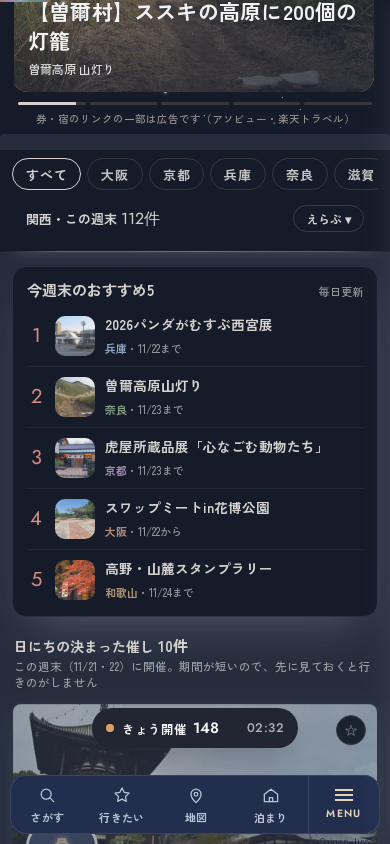 【曽爾村】ススキの高原に200個の
灯籠
曽爾高原 山灯り
券・宿のリンクの一部は広告です（アソビュー・楽天トラベル）
すべて 大阪 京都 兵庫 奈良 滋賀
関西・この週末 112件 えらぶ ▾
今週末のおすすめ5 毎日更新
1 2026パンダがむすぶ西宮展
兵庫・11/22まで
2 曽爾高原山灯り
奈良・11/23まで
3 虎屋所蔵品展「心なごむ動物たち」
京都・11/23まで
4 スワップミートin花博公園
大阪・11/22から
5 高野・山麓スタンプラリー
和歌山・11/24まで
日にちの決まった催し 10件
この週末（11/21・22）に開催。期間が短いので、先に見ておくと行
きのがしません
きょう開催 148 02:32
さがす 行きたい 地図 泊まり MENU